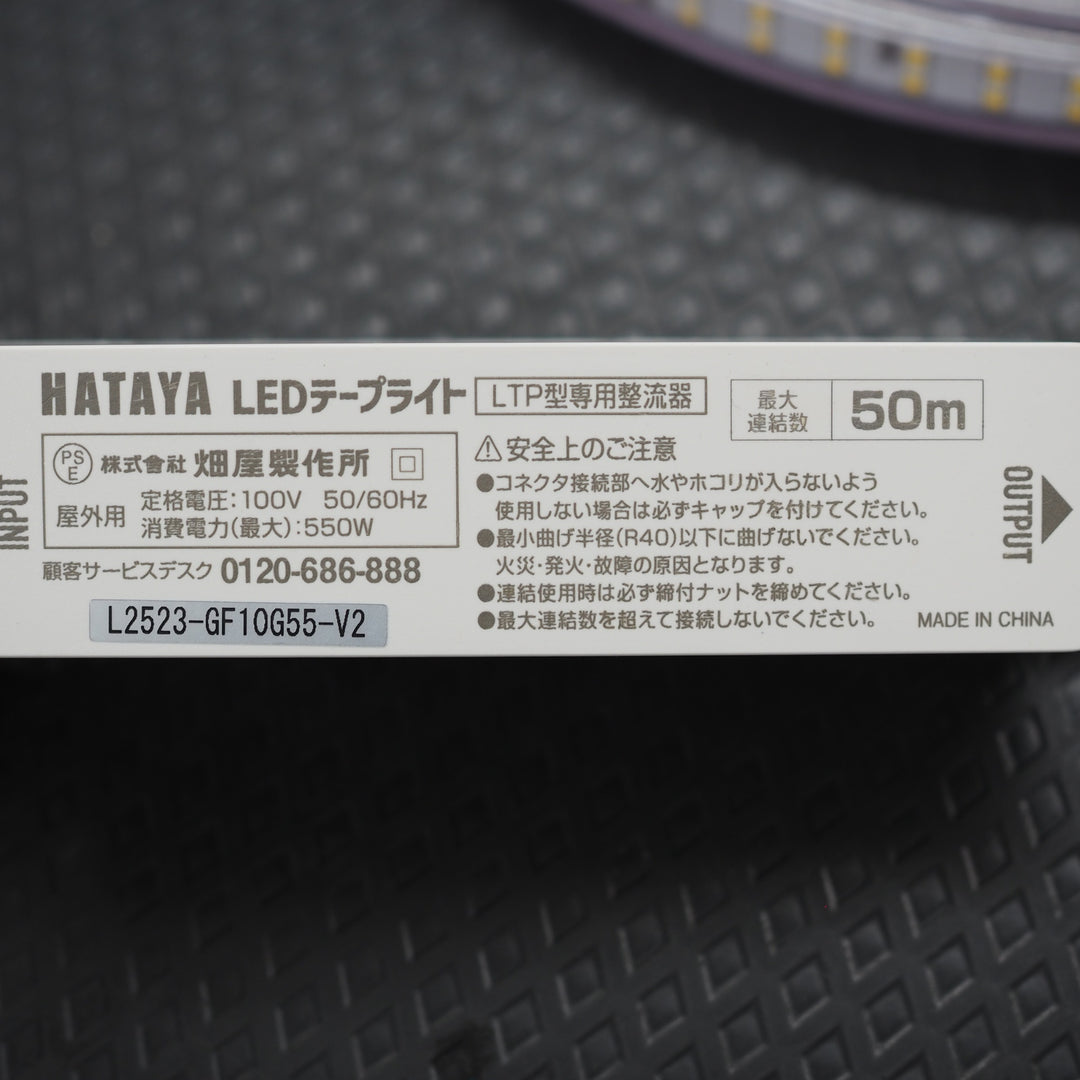 HATAYA LEDテープライト LTP型専用整流器
最大
連結数
50m
INPUT
PS
E
株式會社 畑屋製作所
屋外用
定格電圧:100V 50/60Hz
消費電力(最大):550W
顧客サービスデスク 0120-686-888
L2523-GF10G55-V2
安全上のご注意
●コネクタ接続部へ水やホコリが入らないよう
使用しない場合は必ずキャップを付けてください。
●最小曲げ半径(R40)以下に曲げないでください。
火災・発火・故障の原因となります。
●連結使用時は必ず締付ナットを締めてください。
●最大連結数を超えて接続しないでください。
OUTPUT
MADE IN CHINA